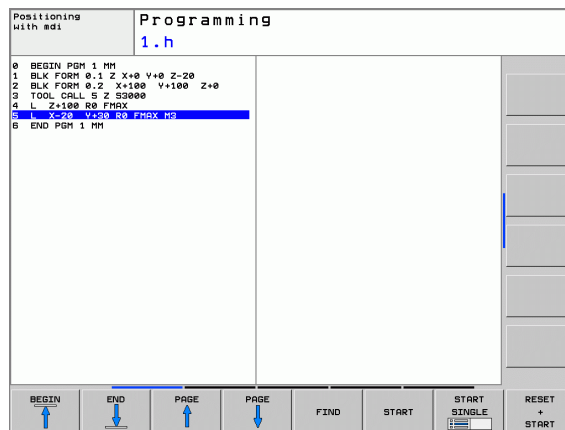 Positioning
with mdi
Programming
1.h
0 BEGIN PGM 1 MM
1 BLK FORM 0.1 Z X+0 Y+0 Z-20
2 BLK FORM 0.2 X+100 Y+100 Z+0
3 TOOL CALL 5 Z S3000
4 L Z+100 R0 FMAX
5 L X-20 Y+30 R0 FMAX M3
6 END PGM 1 MM
BEGIN
END
PAGE
PAGE
FIND
START
START
SINGLE
RESET
+
START